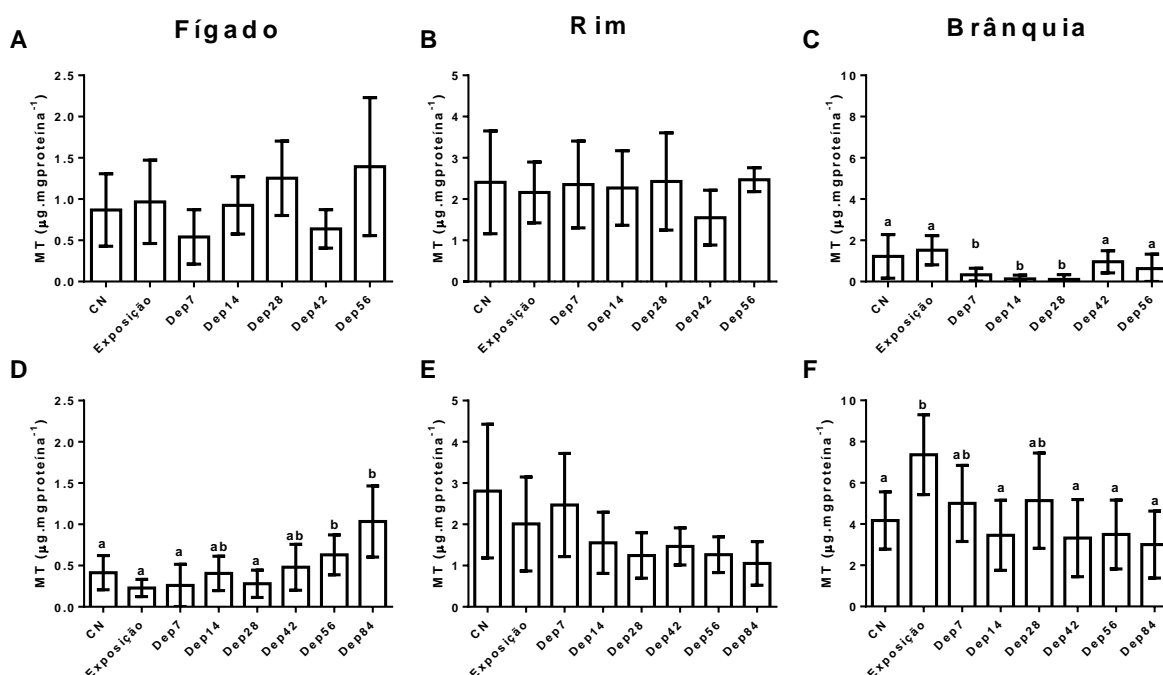 A
Fígado
B
Rim
C
Brânquia
MT (µg.mgproteína⁻¹)
2.5
2.0
1.5
1.0
0.5
0.0
CN
Exposição
Dep7
Dep14
Dep28
Dep42
Dep56
MT (µg.mgproteína⁻¹)
5
4
3
2
1
0
CN
Exposição
Dep7
Dep14
Dep28
Dep42
Dep56
MT (µg.mgproteína⁻¹)
10
8
6
4
2
0
a
a
b
b
b
a
a
CN
Exposição
Dep7
Dep14
Dep28
Dep42
Dep56
D
MT (µg.mgproteína⁻¹)
2.5
2.0
1.5
1.0
0.5
0.0
a
a
a
ab
a
ab
b
b
CN
Exposição
Dep7
Dep14
Dep28
Dep42
Dep56
Dep84
E
MT (µg.mgproteína⁻¹)
5
4
3
2
1
0
CN
Exposição
Dep7
Dep14
Dep28
Dep42
Dep56
Dep84
F
MT (µg.mgproteína⁻¹)
10
8
6
4
2
0
a
b
ab
a
ab
a
a
a
CN
Exposição
Dep7
Dep14
Dep28
Dep42
Dep56
Dep84